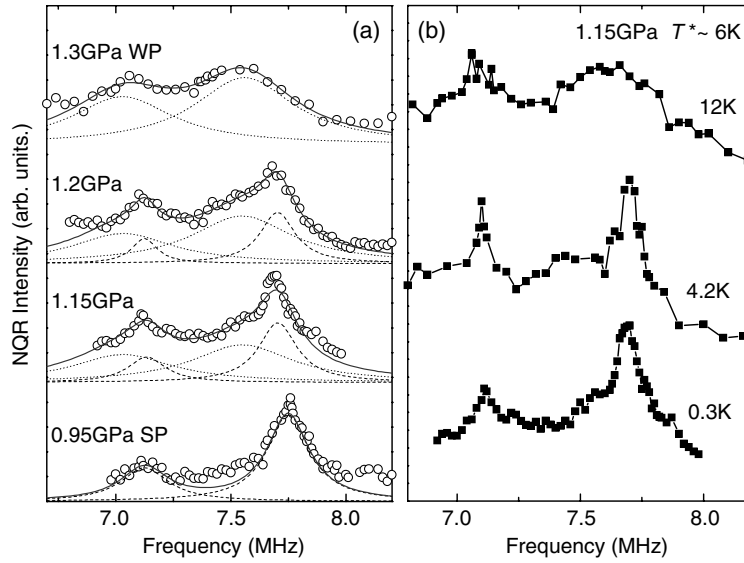 (a)
1.3GPa WP
1.2GPa
1.15GPa
0.95GPa SP
NQR Intensity (arb. units.)
7.0 7.5 8.0
Frequency (MHz)
(b)
1.15GPa T*~ 6K
12K
4.2K
0.3K
7.0 7.5 8.0
Frequency (MHz)